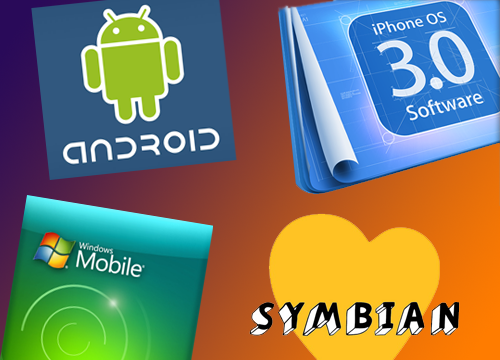 ANDROID
iPhone OS
3.0
Software
Windows
Mobile®
SYMBIAN